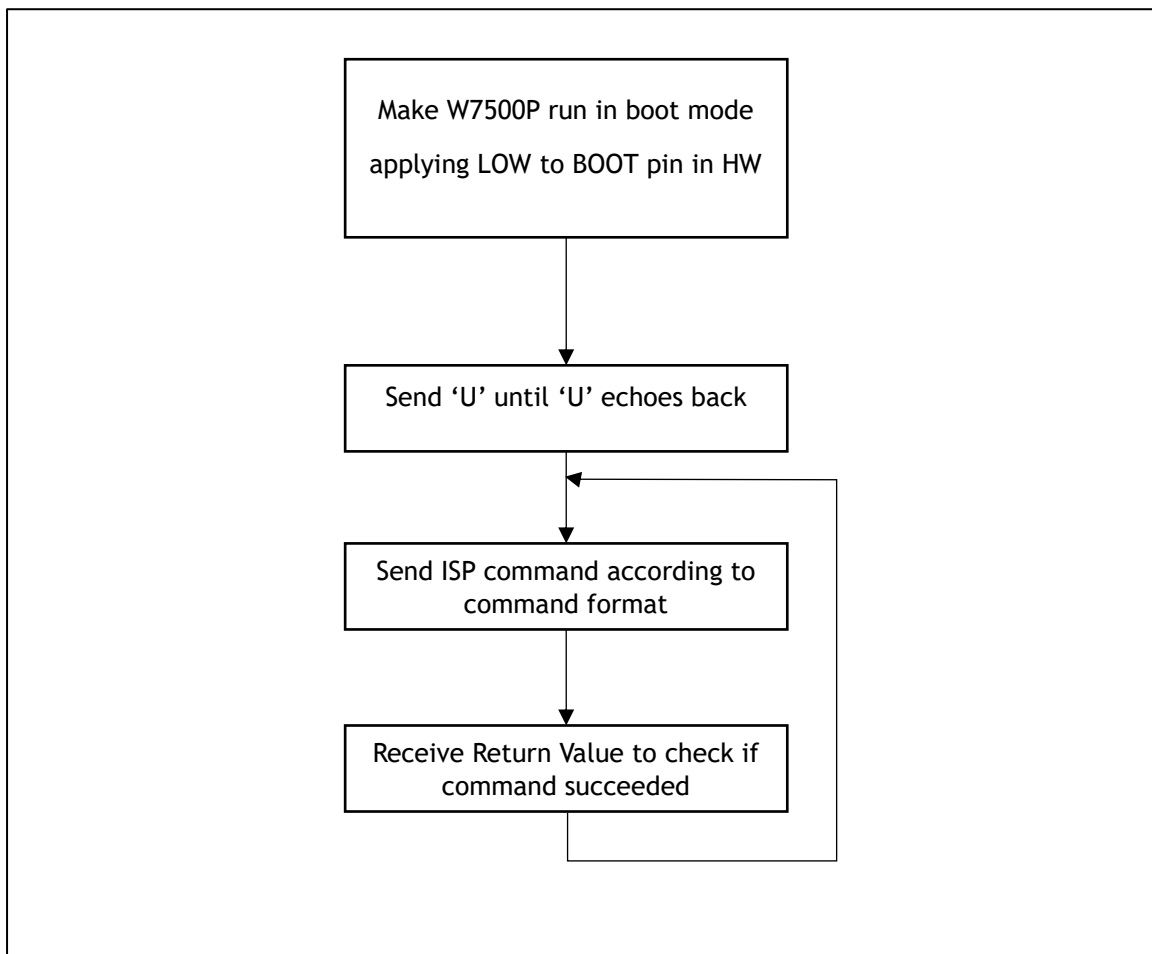 Make W7500P run in boot mode
applying LOW to BOOT pin in HW
Send ‘U’ until ‘U’ echoes back
Send ISP command according to
command format
Receive Return Value to check if
command succeeded